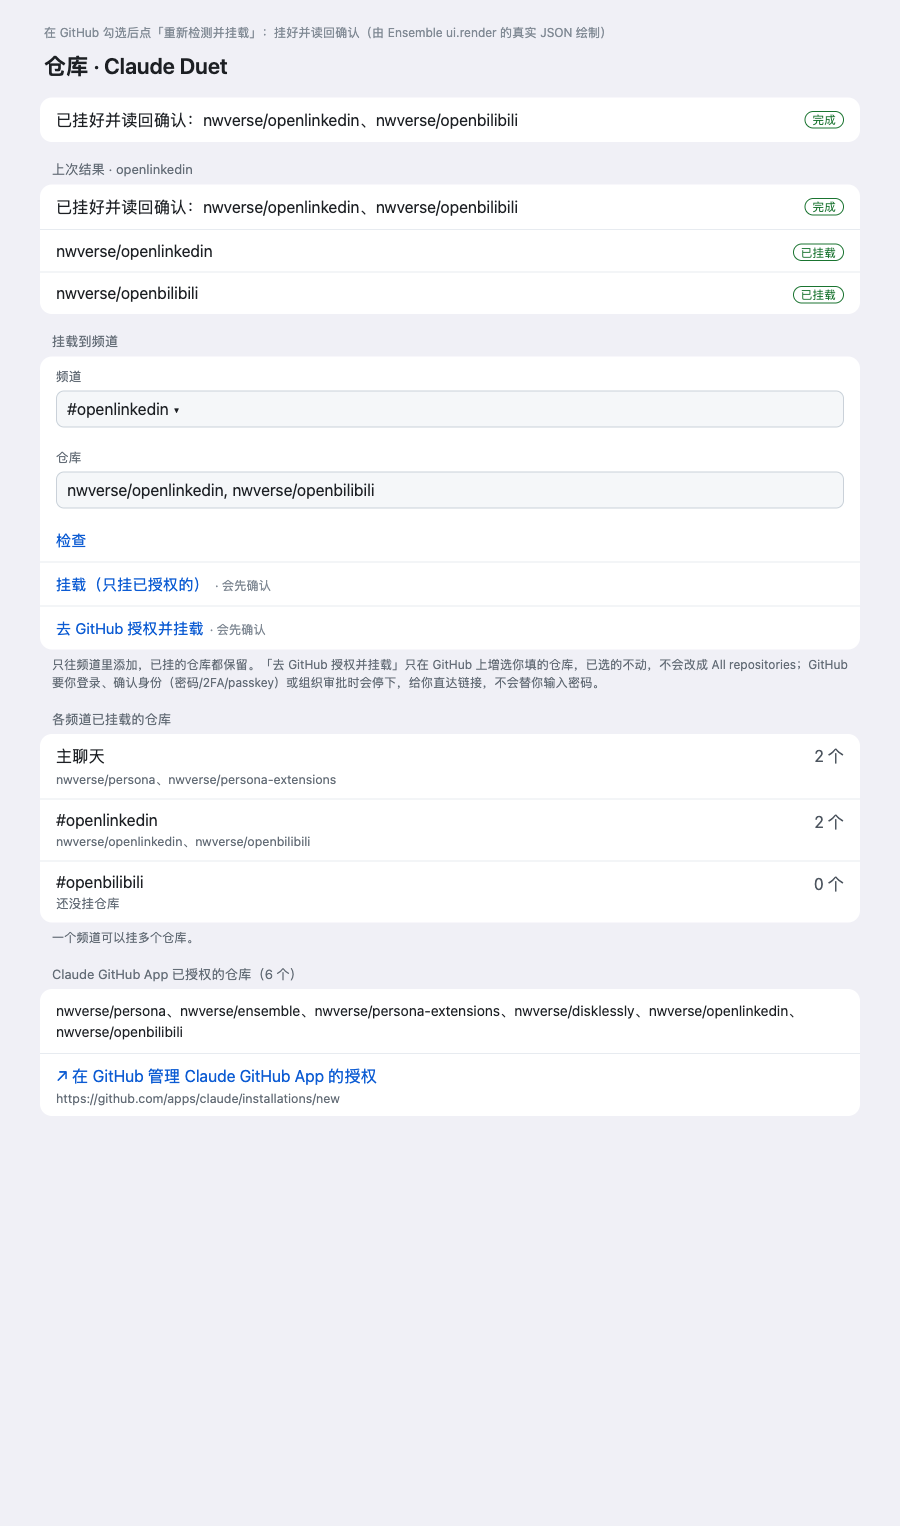 在 GitHub 勾选后点「重新检测并挂载」：挂好并读回确认（由 Ensemble ui.render 的真实 JSON 绘制）
仓库 · Claude Duet
已挂好并读回确认：nwverse/openlinkedin、nwverse/openbilibili
完成
上次结果 · openlinkedin
已挂好并读回确认：nwverse/openlinkedin、nwverse/openbilibili
完成
nwverse/openlinkedin
已挂载
nwverse/openbilibili
已挂载
挂载到频道
频道
#openlinkedin ▾
仓库
nwverse/openlinkedin, nwverse/openbilibili
检查
挂载（只挂已授权的） · 会先确认
去 GitHub 授权并挂载 · 会先确认
只往频道里添加，已挂的仓库都保留。「去 GitHub 授权并挂载」只在 GitHub 上增选你填的仓库，已选的不动，不会改成 All repositories；GitHub
要你登录、确认身份（密码/2FA/passkey）或组织审批时会停下，给你直达链接，不会替你输入密码。
各频道已挂载的仓库
主聊天
2 个
nwverse/persona、nwverse/persona-extensions
#openlinkedin
2 个
nwverse/openlinkedin、nwverse/openbilibili
#openbilibili
0 个
还没挂仓库
一个频道可以挂多个仓库。
Claude GitHub App 已授权的仓库（6 个）
nwverse/persona、nwverse/ensemble、nwverse/persona-extensions、nwverse/disklessly、nwverse/openlinkedin、
nwverse/openbilibili
↗ 在 GitHub 管理 Claude GitHub App 的授权
https://github.com/apps/claude/installations/new